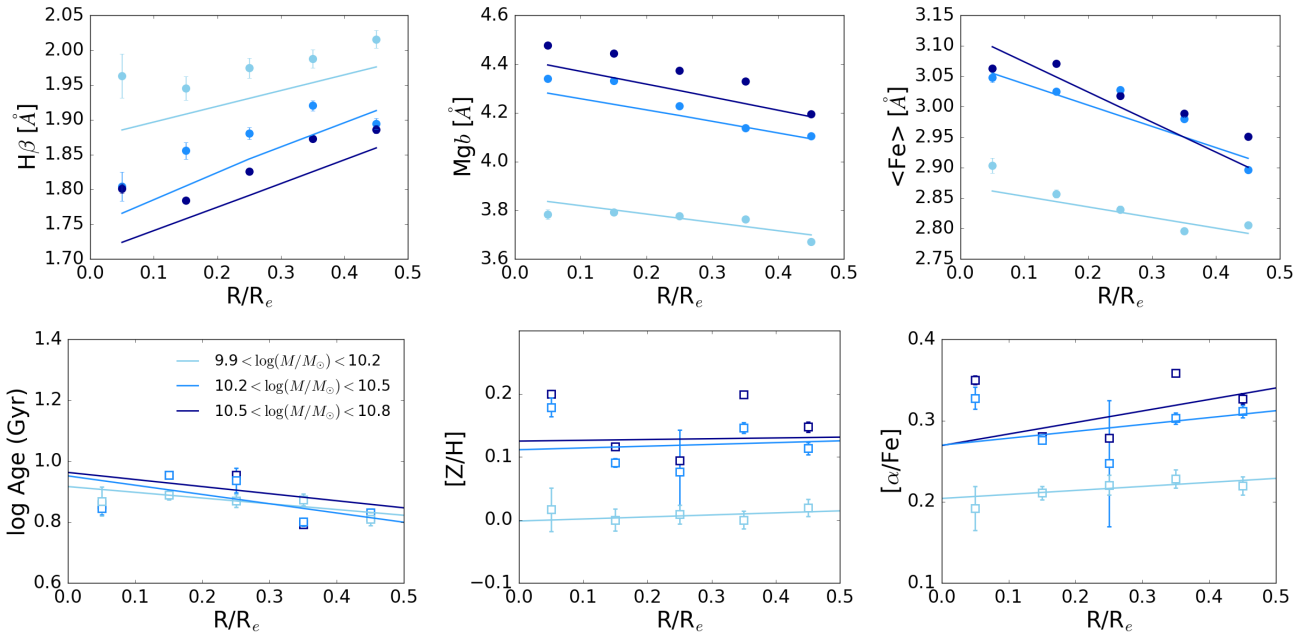 Hβ [Å]
2.05
2.00
1.95
1.90
1.85
1.80
1.75
1.70
0.0 0.1 0.2 0.3 0.4 0.5
R/Rₑ
Mgb [Å]
4.6
4.4
4.2
4.0
3.8
3.6
0.0 0.1 0.2 0.3 0.4 0.5
R/Rₑ
<Fe> [Å]
3.15
3.10
3.05
3.00
2.95
2.90
2.85
2.80
2.75
0.0 0.1 0.2 0.3 0.4 0.5
R/Rₑ
log Age (Gyr)
1.4
1.2
1.0
0.8
0.6
9.9 < log(M/M⊙) < 10.2
10.2 < log(M/M⊙) < 10.5
10.5 < log(M/M⊙) < 10.8
0.0 0.1 0.2 0.3 0.4 0.5
R/Rₑ
[Z/H]
0.2
0.1
0.0
−0.1
0.0 0.1 0.2 0.3 0.4 0.5
R/Rₑ
[α/Fe]
0.4
0.3
0.2
0.1
0.0 0.1 0.2 0.3 0.4 0.5
R/Rₑ